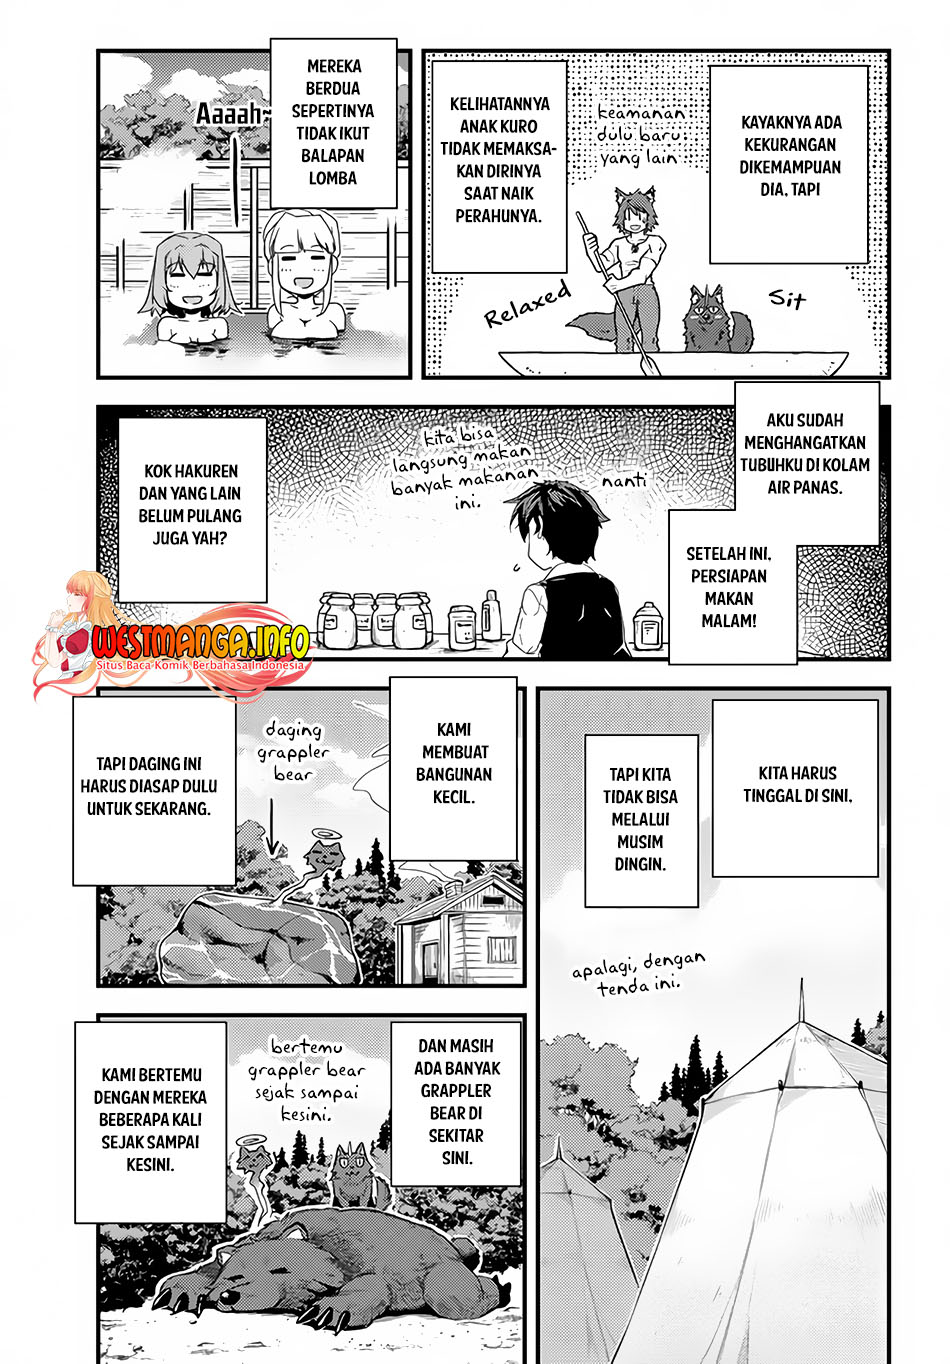 KAYAKNYA ADA
KEKURANGAN
DIKEMAMPUAN
DIA, TAPI
keamanan
dulu baru
yang lain
KELIHATANNYA
ANAK KURO
TIDAK MEMAKSA-
KAN DIRINYA
SAAT NAIK
PERAHUNYA.
Relaxed
Sit
MEREKA
BERDUA
SEPERTINYA
TIDAK IKUT
BALAPAN
LOMBA
Aaaah~
AKU SUDAH
MENGHANGATKAN
TUBUHKU DI KOLAM
AIR PANAS.
SETELAH INI,
PERSIAPAN
MAKAN
MALAM!
nanti
kita bisa
langsung makan
banyak makanan
ini.
KOK HAKUREN
DAN YANG LAIN
BELUM PULANG
JUGA YAH?
WESTMANGA.INFO
Situs Baca Komik Berbahasa Indonesia
KITA HARUS
TINGGAL DI SINI,
TAPI KITA
TIDAK BISA
MELALUI
MUSIM
DINGIN.
apalagi, dengan
tenda ini.
KAMI
MEMBUAT
BANGUNAN
KECIL.
daging
grappler
bear
TAPI DAGING INI
HARUS DIASAP DULU
UNTUK SEKARANG.
DAN MASIH
ADA BANYAK
GRAPPLER
BEAR DI
SEKITAR
SINI.
bertemu
grappler bear
sejak sampai
kesini.
KAMI BERTEMU
DENGAN MEREKA
BEBERAPA KALI
SEJAK SAMPAI
KESINI.